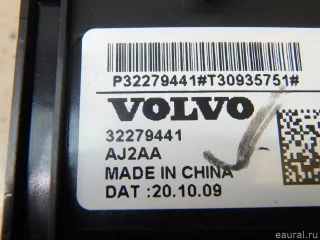 P32279441#T30935751#
VOLVO
32279441
AJ2AA
MADE IN CHINA
DAT :20.10.09
eaural.ru